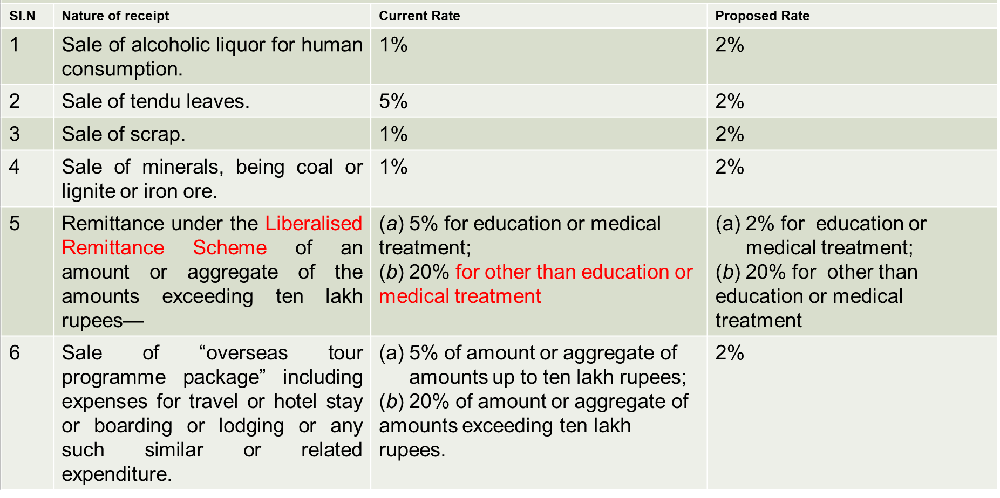 Sl.N Nature of receipt Current Rate Proposed Rate
1 Sale of alcoholic liquor for human 1% 2%
consumption.
2 Sale of tendu leaves. 5% 2%
3 Sale of scrap. 1% 2%
4 Sale of minerals, being coal or 1% 2%
lignite or iron ore.
5
Remittance under the Liberalised
Remittance Scheme of an
amount or aggregate of the
amounts exceeding ten lakh
rupees—
(a) 5% for education or medical
treatment;
(b) 20% for other than education or
medical treatment
(a) 2% for education or
medical treatment;
(b) 20% for other than
education or medical
treatment
6
Sale of “overseas tour
programme package” including
expenses for travel or hotel stay
or boarding or lodging or any
such similar or related
expenditure.
(a) 5% of amount or aggregate of
amounts up to ten lakh rupees;
(b) 20% of amount or aggregate of
amounts exceeding ten lakh
rupees.
2%